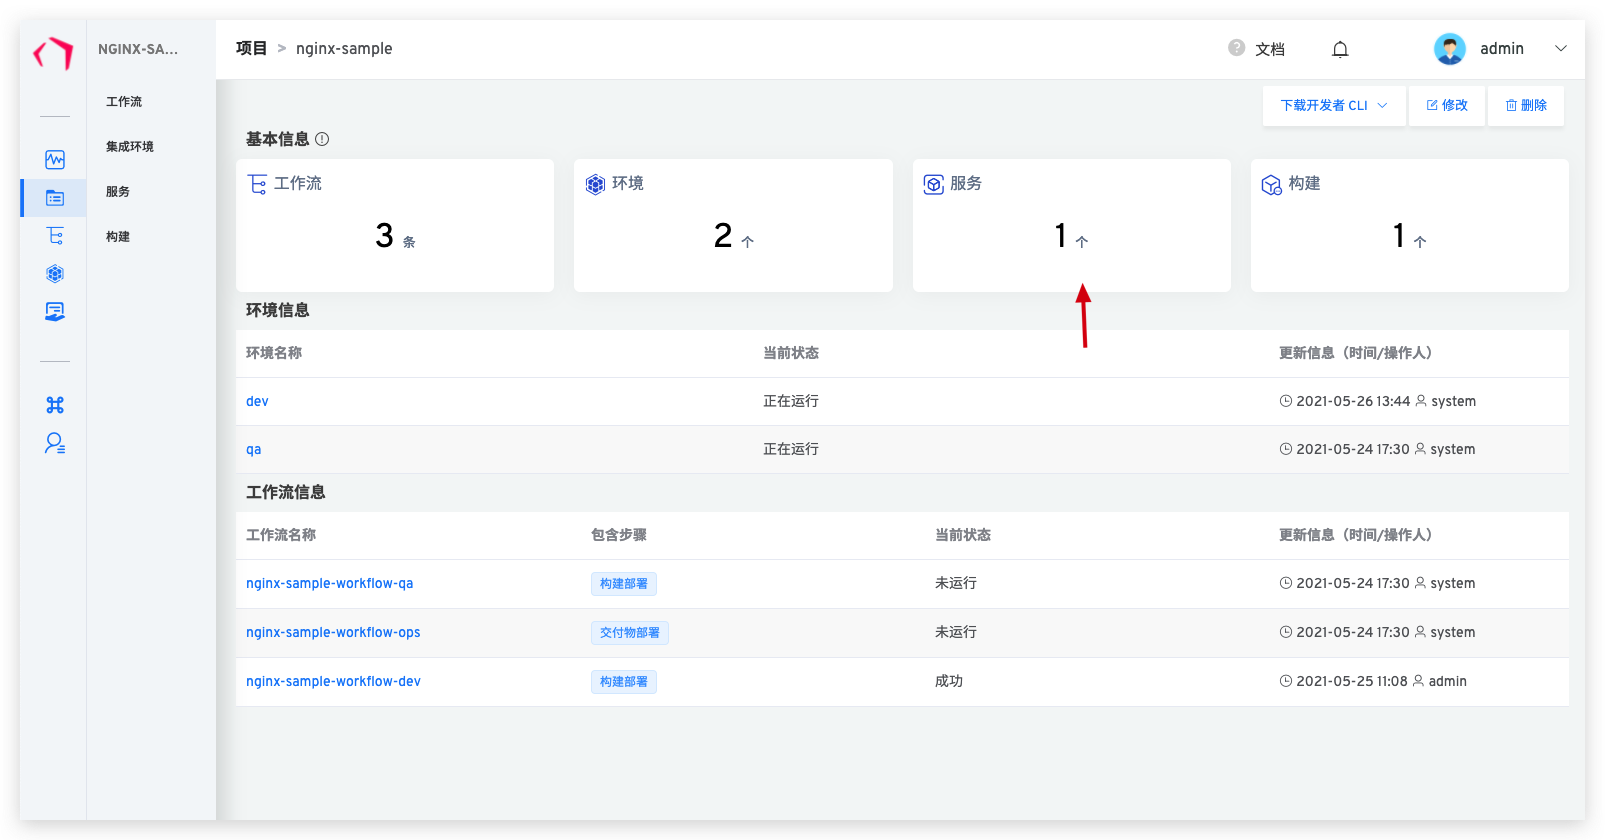 NGINX-SA...
工作流
集成环境
服务
构建
项目 > nginx-sample
文档
admin
下载开发者 CLI
修改
删除
基本信息
工作流
3 条
环境
2 个
服务
1 个
构建
1 个
环境信息
环境名称 当前状态 更新信息（时间/操作人）
dev 正在运行 2021-05-26 13:44 system
qa 正在运行 2021-05-24 17:30 system
工作流信息
工作流名称 包含步骤 当前状态 更新信息（时间/操作人）
nginx-sample-workflow-qa 构建部署 未运行 2021-05-24 17:30 system
nginx-sample-workflow-ops 交付物部署 未运行 2021-05-24 17:30 system
nginx-sample-workflow-dev 构建部署 成功 2021-05-25 11:08 admin